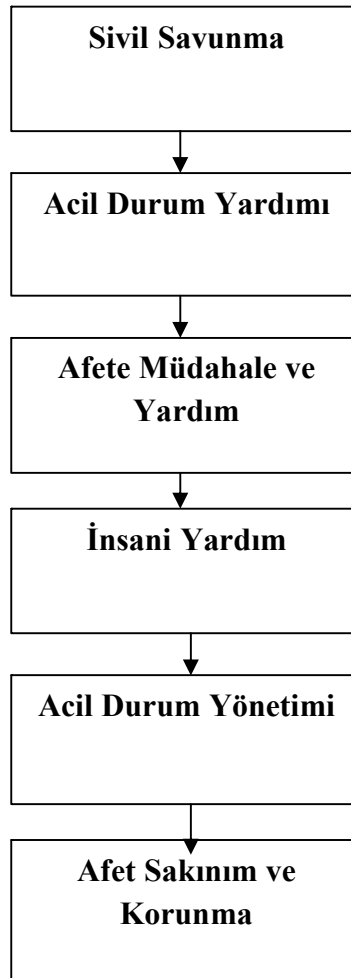 Sivil Savunma
Acil Durum Yardımı
Afete Müdahale ve
Yardım
İnsani Yardım
Acil Durum Yönetimi
Afet Sakınım ve
Korunma